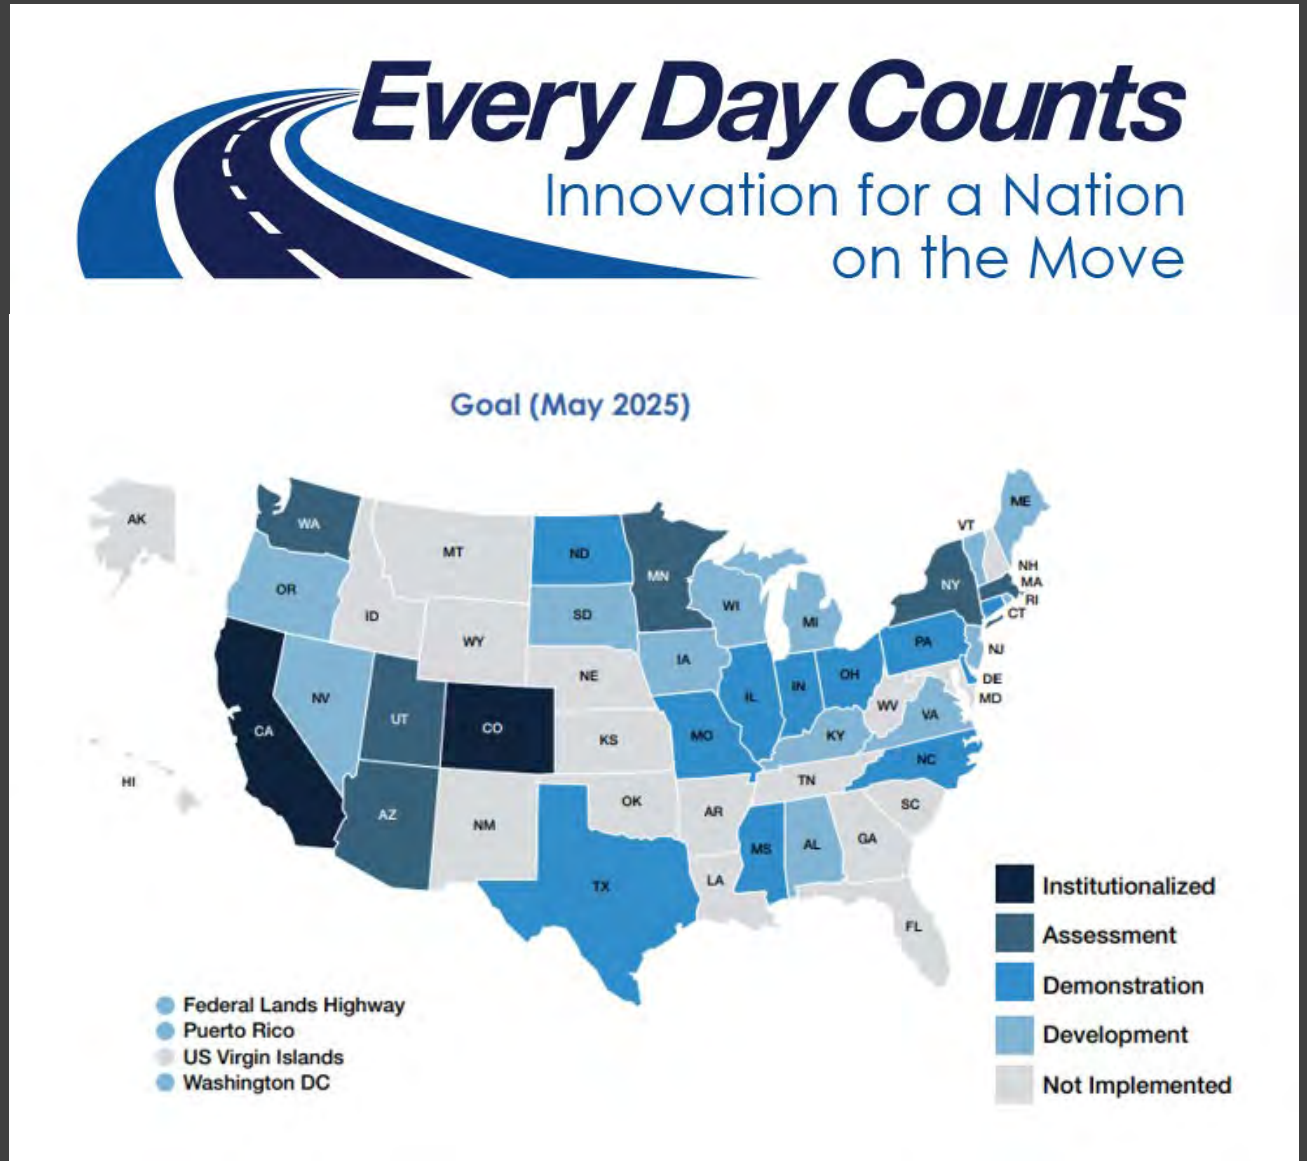 Every Day Counts
Innovation for a Nation
on the Move
Goal (May 2025)
AK
WA
MT
ND
MN
OR
ID
WY
SD
WI
MI
NY
VT
ME
NH
MA
RI
CT
NJ
PA
DE
MD
IA
NE
NV
UT
CO
CA
KS
MO
IL
IN
OH
WV
VA
KY
NC
TN
HI
AZ
NM
OK
AR
SC
TX
LA
MS
AL
GA
FL
Institutionalized
Assessment
Demonstration
Development
Not Implemented
Federal Lands Highway
Puerto Rico
US Virgin Islands
Washington DC